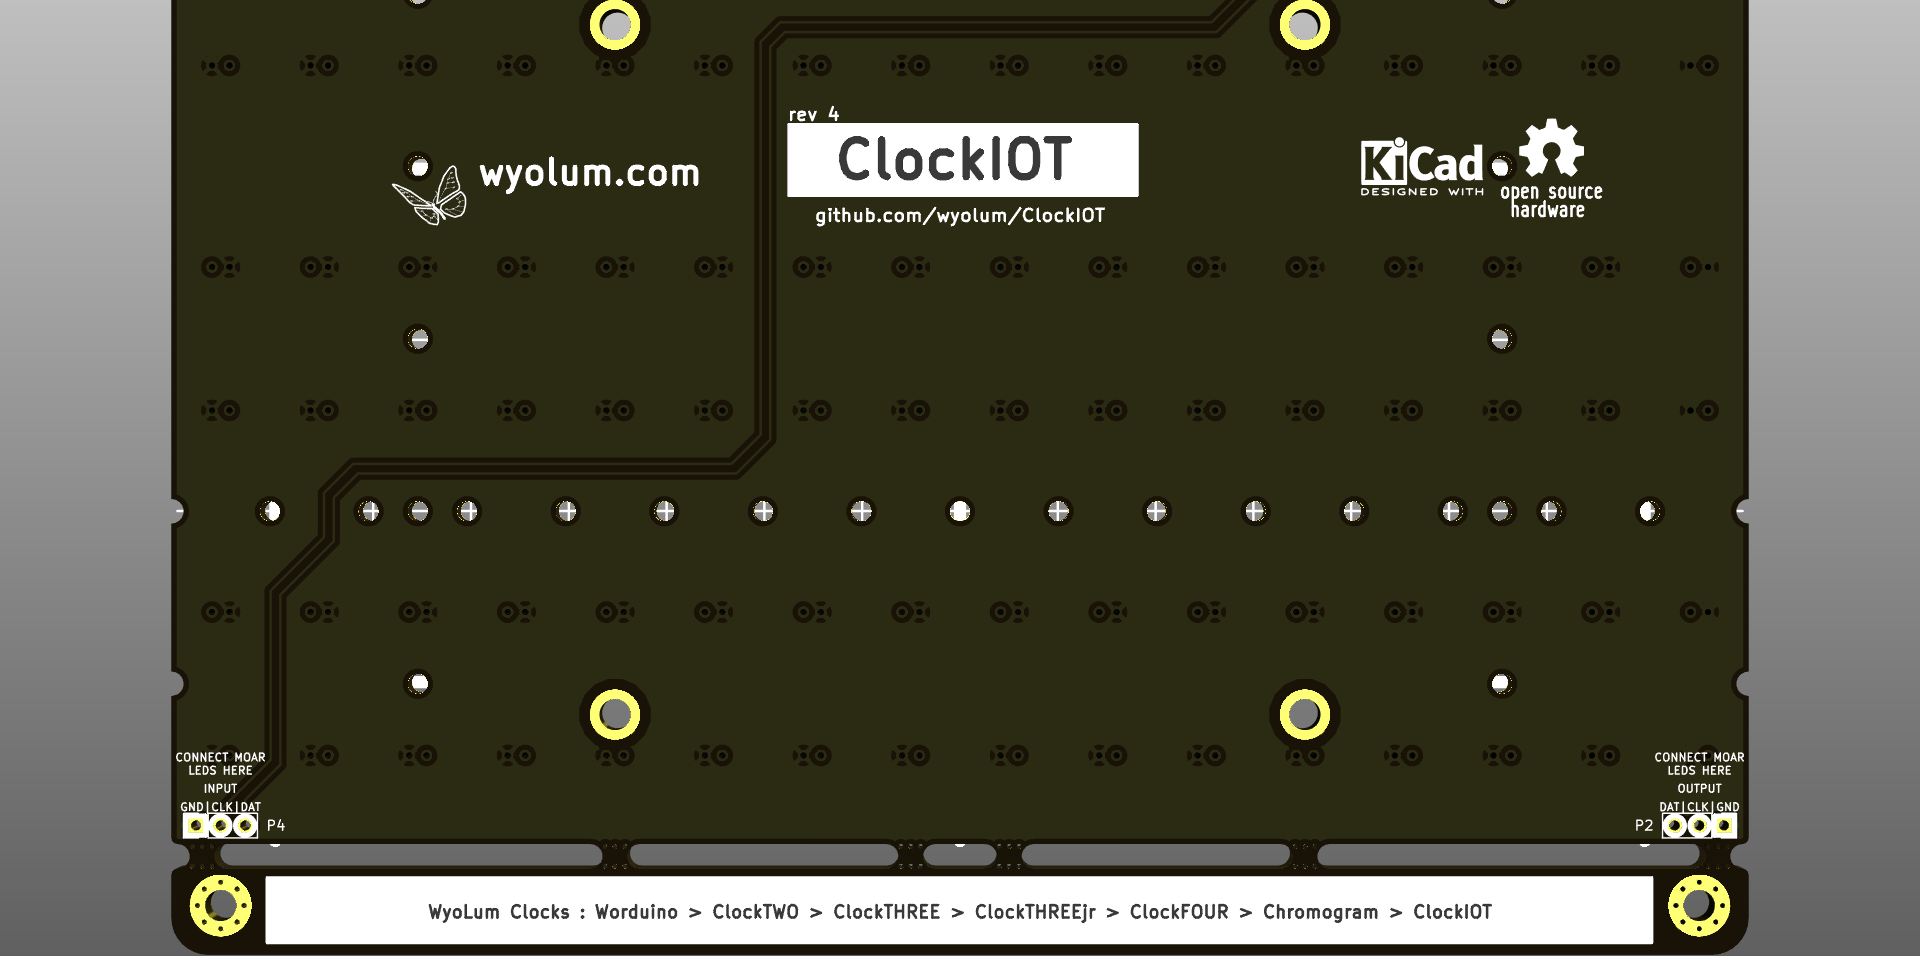 rev 4
ClockIOT
wyolum.com
github.com/wyolum/ClockIOT
KiCad
DESIGNED WITH
open source
hardware
CONNECT MOAR
LEDS HERE
INPUT
GND|CLK|DAT
P4
CONNECT MOAR
LEDS HERE
OUTPUT
DAT|CLK|GND
P2
WyoLum Clocks : Worduino > ClockTWO > ClockTHREE > ClockTHREEjr > ClockFOUR > Chromogram > ClockIOT